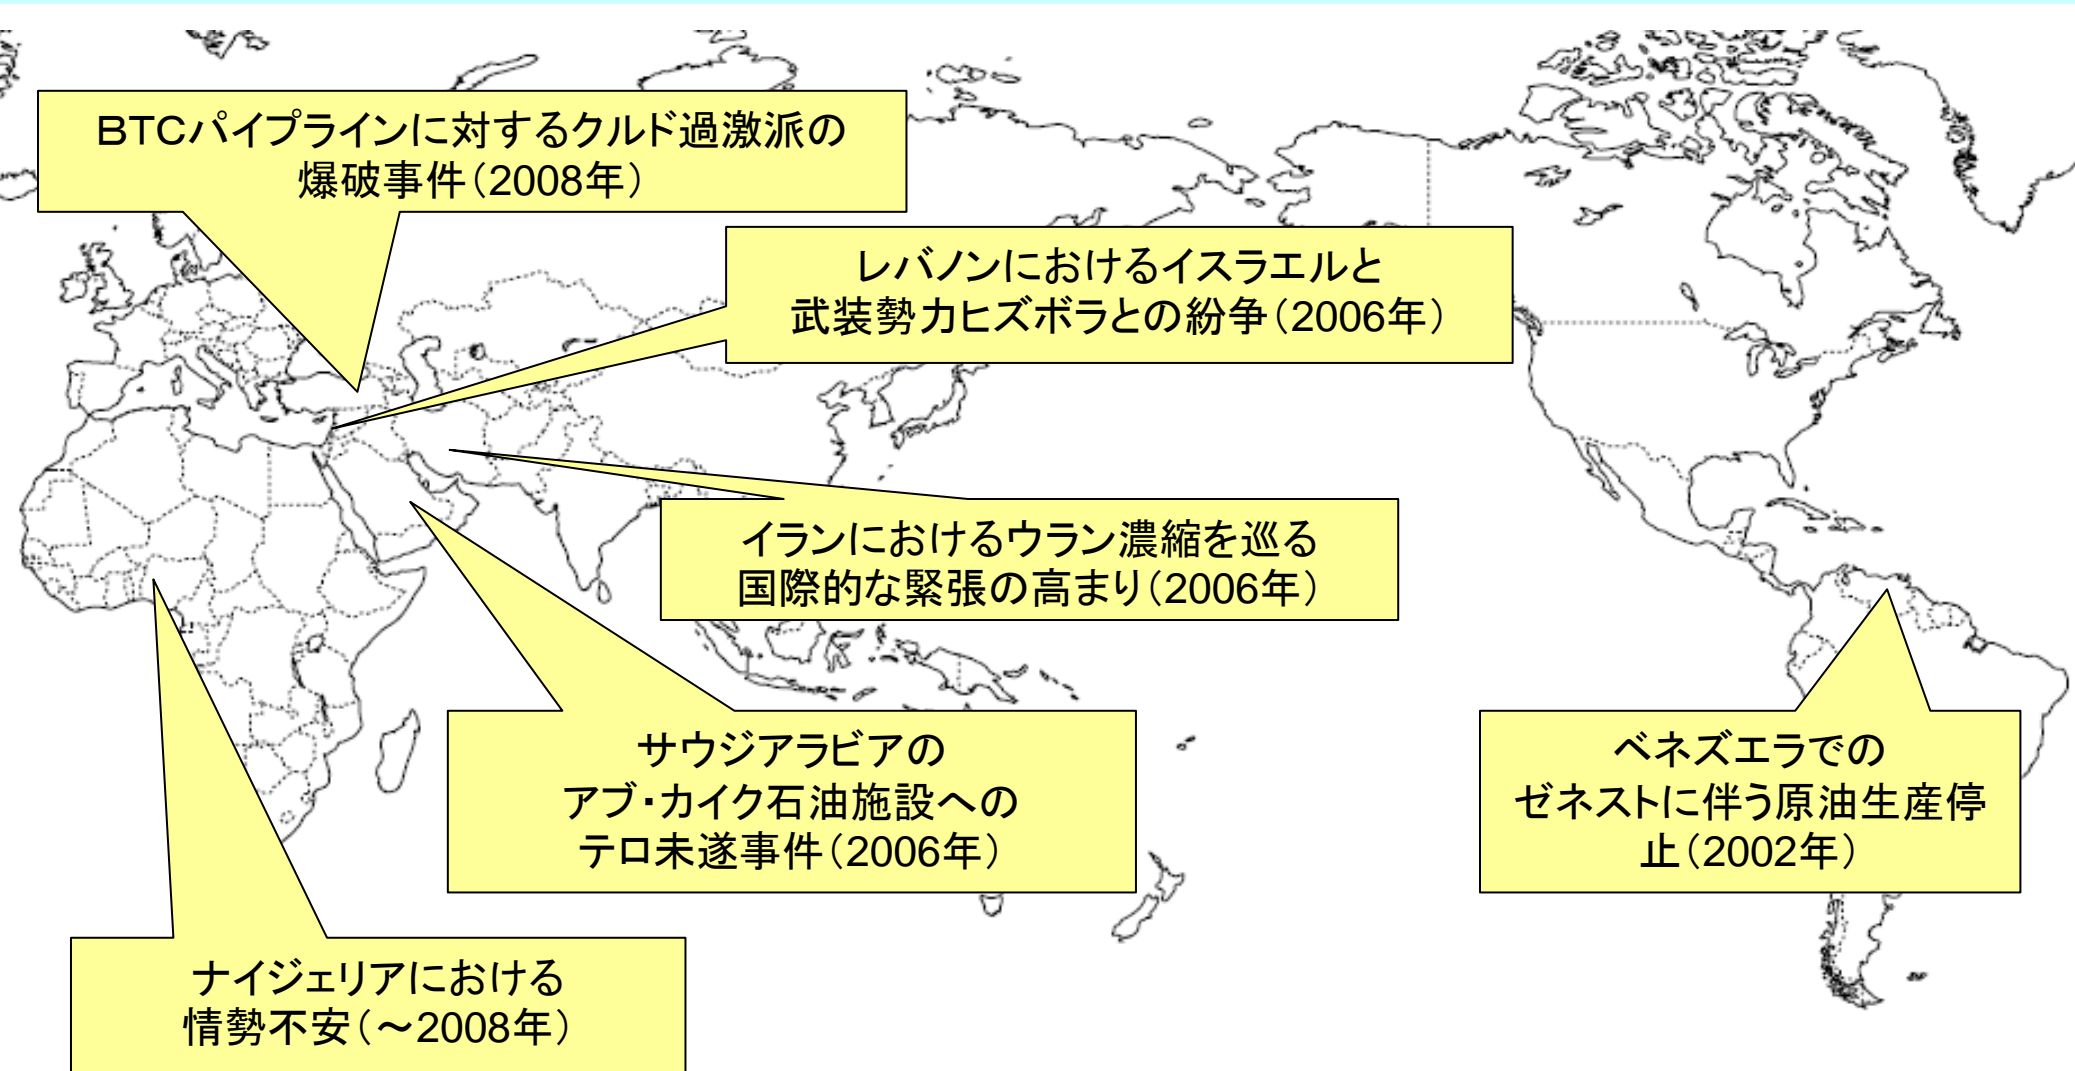 BTCパイプラインに対するクルド過激派の
爆破事件(2008年)
レバノンにおけるイスラエルと
武装勢力ヒズボラとの紛争(2006年)
イランにおけるウラン濃縮を巡る
国際的な緊張の高まり(2006年)
サウジアラビアの
アブ・カイク石油施設への
テロ未遂事件(2006年)
ベネズエラでの
ゼネストに伴う原油生産停
止(2002年)
ナイジェリアにおける
情勢不安(～2008年)